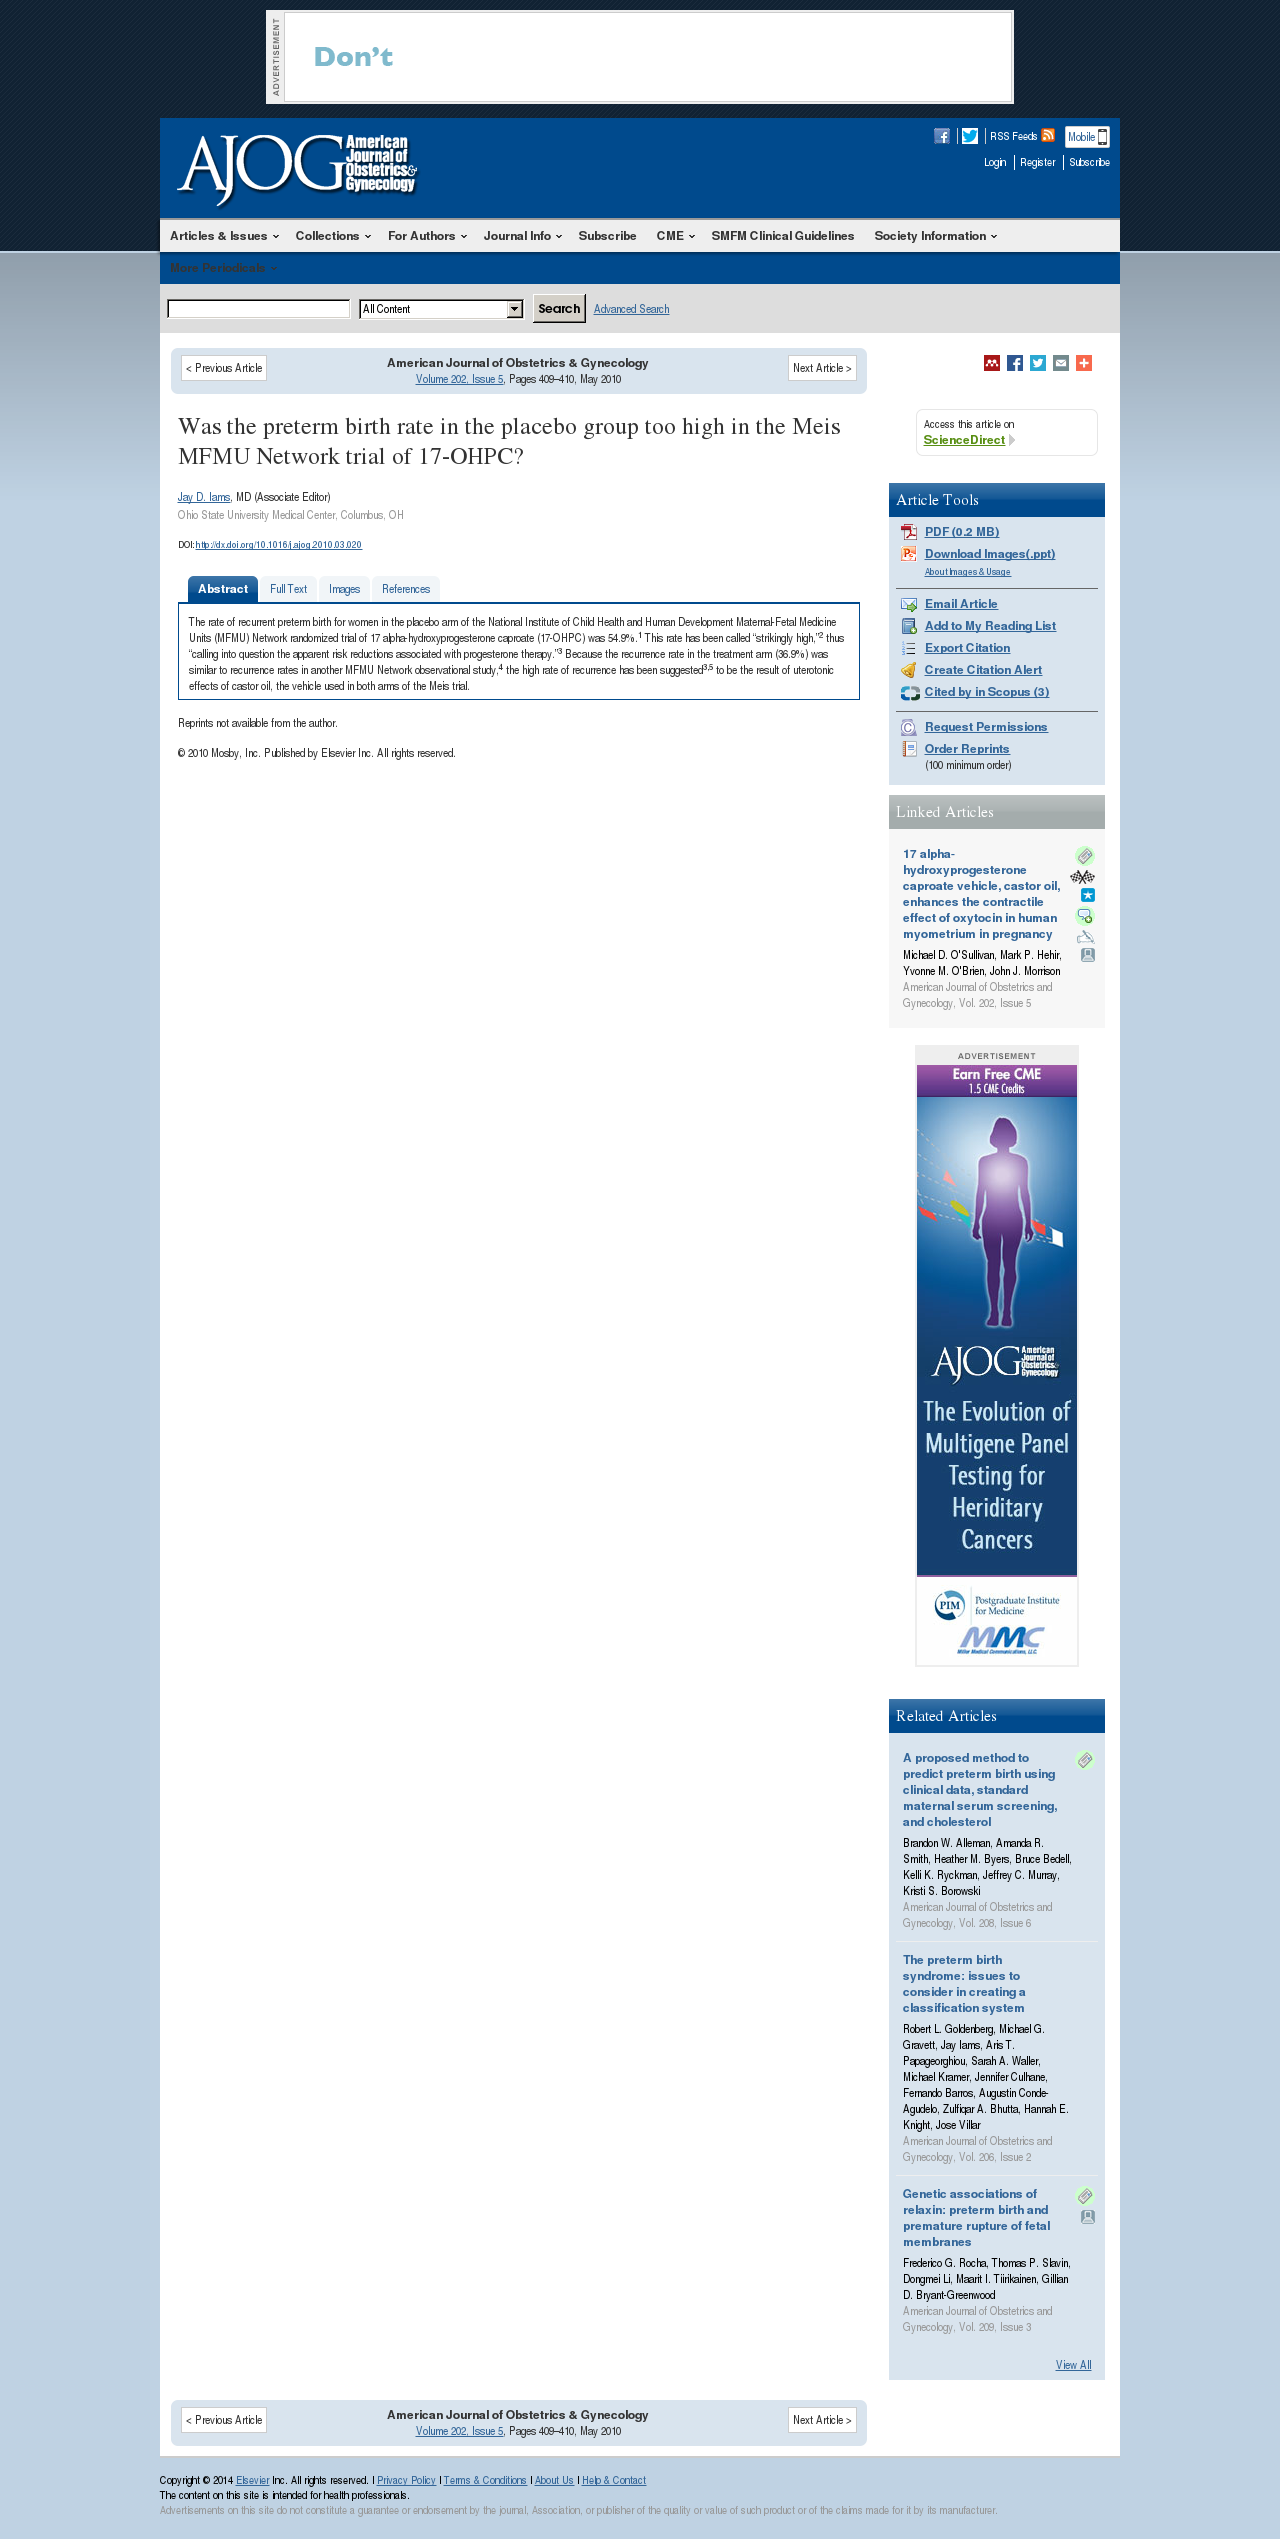 ADVERTISEMENT
Don't
AJOG American Journal of Obstetrics & Gynecology
RSS Feeds
Mobile
Login
Register
Subscribe
Articles & Issues
Collections
For Authors
Journal Info
Subscribe
CME
SMFM Clinical Guidelines
Society Information
More Periodicals
All Content
Search
Advanced Search
< Previous Article
American Journal of Obstetrics & Gynecology
Volume 202, Issue 5, Pages 409–410, May 2010
Next Article >
Was the preterm birth rate in the placebo group too high in the Meis
MFMU Network trial of 17-OHPC?
Jay D. Iams, MD (Associate Editor)
Ohio State University Medical Center, Columbus, OH
DOI: http://dx.doi.org/10.1016/j.ajog.2010.03.020
Abstract
Full Text
Images
References
The rate of recurrent preterm birth for women in the placebo arm of the National Institute of Child Health and Human Development Maternal-Fetal Medicine
Units (MFMU) Network randomized trial of 17 alpha-hydroxyprogesterone caproate (17-OHPC) was 54.9%.1 This rate has been called “strikingly high,”2 thus
“calling into question the apparent risk reductions associated with progesterone therapy.”3 Because the recurrence rate in the treatment arm (36.9%) was
similar to recurrence rates in another MFMU Network observational study,4 the high rate of recurrence has been suggested3,5 to be the result of uterotonic
effects of castor oil, the vehicle used in both arms of the Meis trial.
Reprints not available from the author.
© 2010 Mosby, Inc. Published by Elsevier Inc. All rights reserved.
Access this article on
ScienceDirect
Article Tools
PDF (0.2 MB)
Download Images(.ppt)
About Images & Usage
Email Article
Add to My Reading List
Export Citation
Create Citation Alert
Cited by in Scopus (3)
Request Permissions
Order Reprints
(100 minimum order)
Linked Articles
17 alpha-
hydroxyprogesterone
caproate vehicle, castor oil,
enhances the contractile
effect of oxytocin in human
myometrium in pregnancy
Michael D. O'Sullivan, Mark P. Hehir,
Yvonne M. O'Brien, John J. Morrison
American Journal of Obstetrics and
Gynecology, Vol. 202, Issue 5
ADVERTISEMENT
Earn Free CME
1.5 CME Credits
AJOG American Journal of Obstetrics & Gynecology
The Evolution of
Multigene Panel
Testing for
Heriditary
Cancers
PIM Postgraduate Institute
for Medicine
MMC
Miller Medical Communications, LLC
Related Articles
A proposed method to
predict preterm birth using
clinical data, standard
maternal serum screening,
and cholesterol
Brandon W. Alleman, Amanda R.
Smith, Heather M. Byers, Bruce Bedell,
Kelli K. Ryckman, Jeffrey C. Murray,
Kristi S. Borowski
American Journal of Obstetrics and
Gynecology, Vol. 208, Issue 6
The preterm birth
syndrome: issues to
consider in creating a
classification system
Robert L. Goldenberg, Michael G.
Gravett, Jay Iams, Aris T.
Papageorghiou, Sarah A. Waller,
Michael Kramer, Jennifer Culhane,
Fernando Barros, Augustin Conde-
Agudelo, Zulfiqar A. Bhutta, Hannah E.
Knight, Jose Villar
American Journal of Obstetrics and
Gynecology, Vol. 206, Issue 2
Genetic associations of
relaxin: preterm birth and
premature rupture of fetal
membranes
Frederico G. Rocha, Thomas P. Slavin,
Dongmei Li, Maarit I. Tiirikainen, Gillian
D. Bryant-Greenwood
American Journal of Obstetrics and
Gynecology, Vol. 209, Issue 3
View All
< Previous Article
American Journal of Obstetrics & Gynecology
Volume 202, Issue 5, Pages 409–410, May 2010
Next Article >
Copyright © 2014 Elsevier Inc. All rights reserved. | Privacy Policy | Terms & Conditions | About Us | Help & Contact
The content on this site is intended for health professionals.
Advertisements on this site do not constitute a guarantee or endorsement by the journal, Association, or publisher of the quality or value of such product or of the claims made for it by its manufacturer.